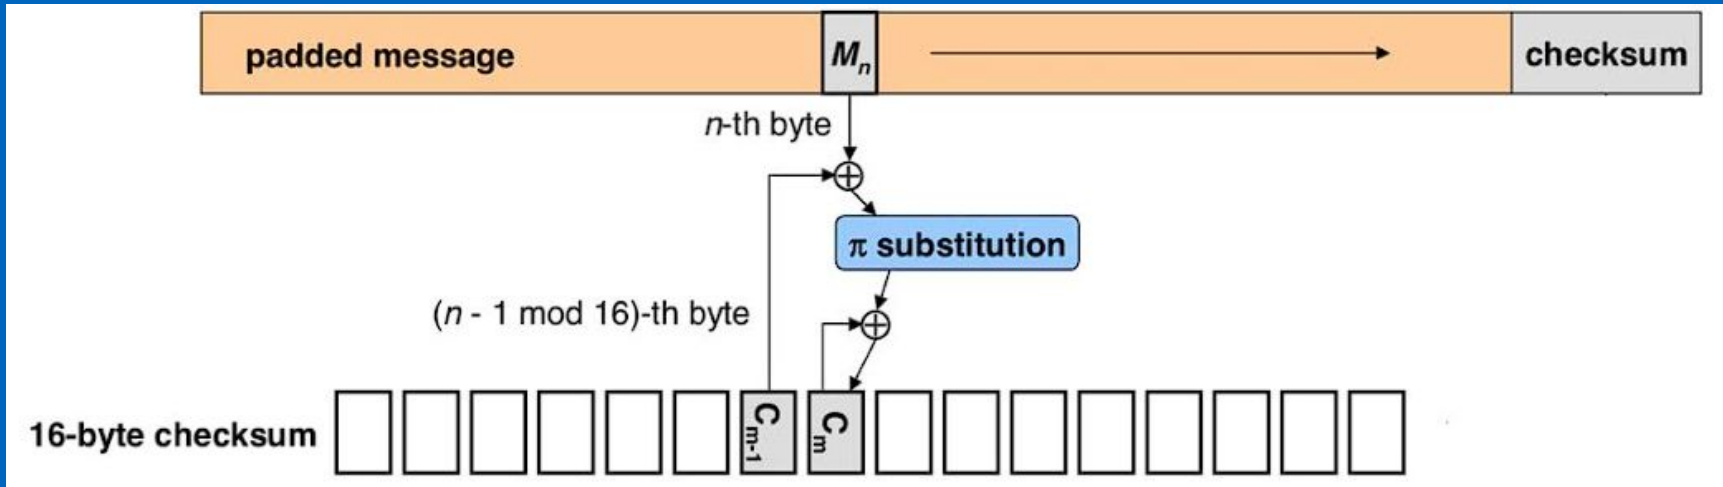 padded message
Mn
checksum
n-th byte
π substitution
(n - 1 mod 16)-th byte
16-byte checksum
Cm-1
Cm